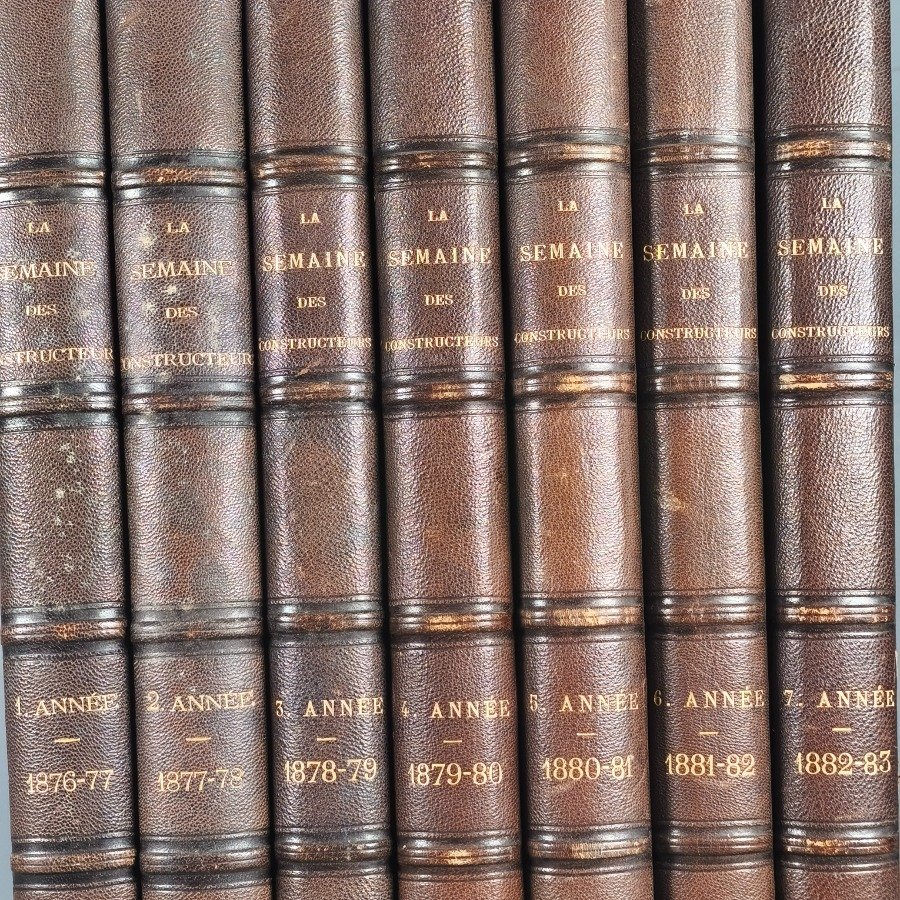 LA
SEMAINE
DES
CONSTRUCTEUR
1. ANNÉE
1876-77
LA
SEMAINE
DES
CONSTRUCTEUR
2 ANNÉE
1877-78
LA
SEMAINE
DES
CONSTRUCTEURS
3. ANNÉE
1878-79
LA
SEMAINE
DES
CONSTRUCTEURS
4. ANNÉE
1879-80
LA
SEMAINE
DES
CONSTRUCTEURS
5. ANNÉE
1880-81
LA
SEMAINE
DES
CONSTRUCTEURS
6. ANNÉE
1881-82
LA
SEMAINE
DES
CONSTRUCTEURS
7. ANNÉE
1882-83